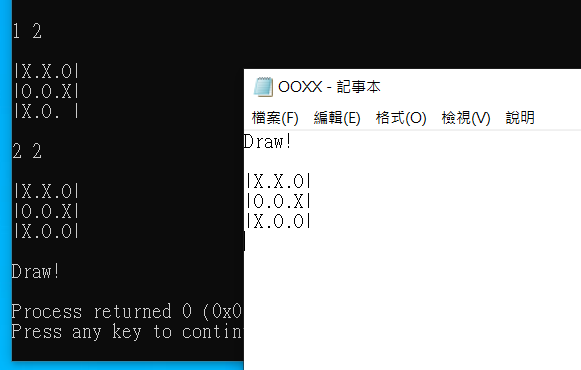 1 2
|X.X.O|
|O.O.X|
|X.O. |
2 2
|X.X.O|
|O.O.X|
|X.O.O|
Draw!
Process returned 0 (0x0
Press any key to contin
OOXX - 記事本
檔案(F) 編輯(E) 格式(O) 檢視(V) 說明
Draw!
|X.X.O|
|O.O.X|
|X.O.O|